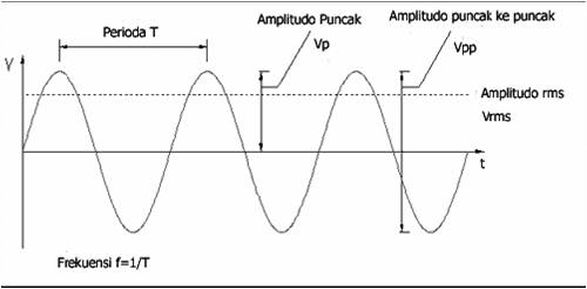 Perioda T
Amplitudo Puncak
Vp
Amplitudo puncak ke puncak
Vpp
V
Amplitudo rms
Vrms
t
Frekuensi f=1/T